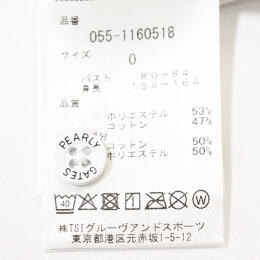 品番
055-1160518
サイズ
0
バスト 80-84
身長 156-164
品質
ポリエステル 53%
コットン 47%
コットン 50%
ポリエステル 50%
PEARLY
GATES
40
W
㈱TSIグルーヴアンドスポーツ
東京都港区元赤坂1-5-12